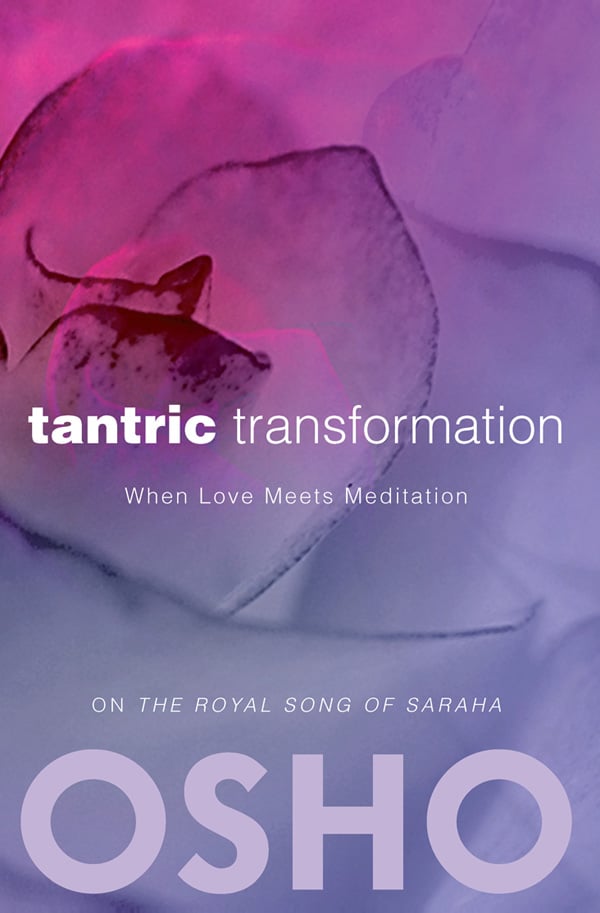 tantric transformation
When Love Meets Meditation
ON THE ROYAL SONG OF SARAHA
OSHO